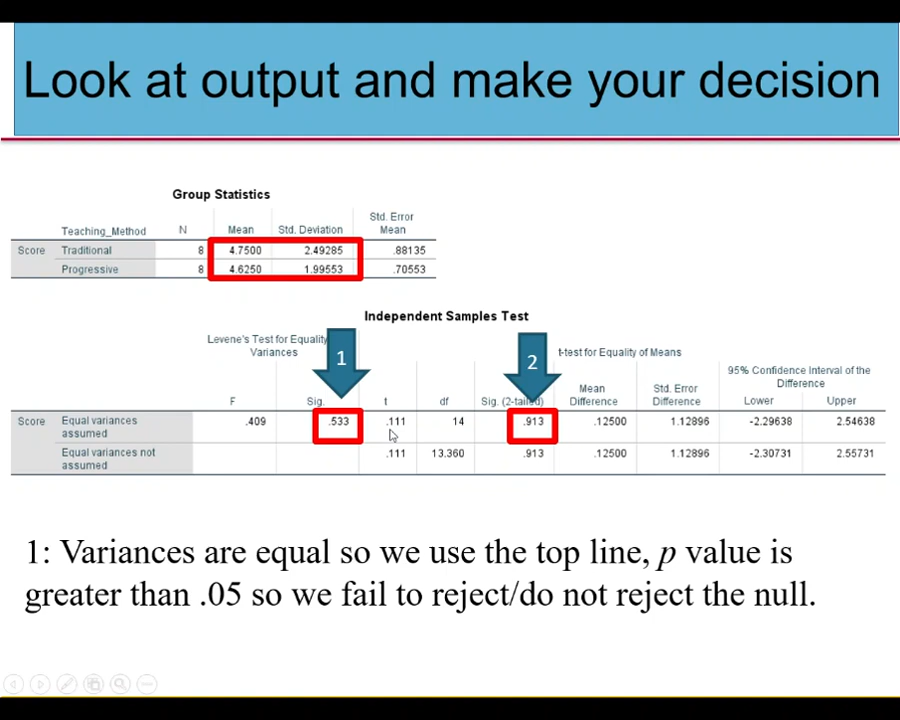 Look at output and make your decision
Group Statistics
Teaching_Method N Mean Std. Deviation Std. Error Mean
Score Traditional 8 4.7500 2.49285 .88135
Progressive 8 4.6250 1.99553 .70553
Independent Samples Test
Levene's Test for Equality Variances t-test for Equality of Means
1 2
95% Confidence Interval of the Difference
F Sig. t df Sig. (2-tailed) Mean Difference Std. Error Difference Lower Upper
Score Equal variances assumed .409 .533 .111 14 .913 .12500 1.12896 -2.29638 2.54638
Equal variances not assumed .111 13.360 .913 .12500 1.12896 -2.30731 2.55731
1: Variances are equal so we use the top line, p value is
greater than .05 so we fail to reject/do not reject the null.